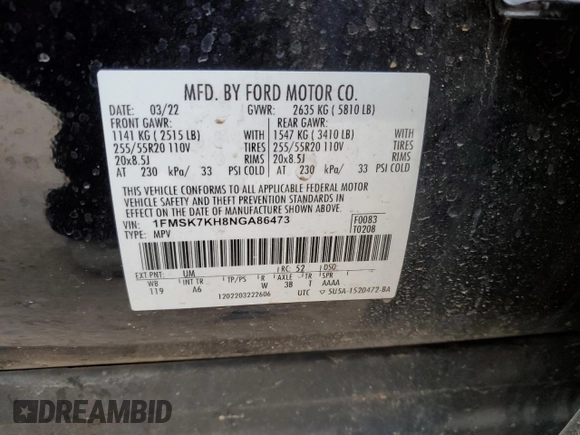 MFD. BY FORD MOTOR CO.
DATE: 03/22 GVWR: 2635 KG ( 5810 LB)
FRONT GAWR: REAR GAWR:
1141 KG ( 2515 LB) WITH 1547 KG ( 3410 LB) WITH
255/55R20 110V TIRES 255/55R20 110V TIRES
20x8.5J RIMS 20x8.5J RIMS
AT 230 kPa/ 33 PSI COLD AT 230 kPa/ 33 PSI COLD
THIS VEHICLE CONFORMS TO ALL APPLICABLE FEDERAL MOTOR
VEHICLE SAFETY AND THEFT PREVENTION STANDARDS IN
EFFECT ON THE DATE OF MANUFACTURE SHOWN ABOVE.
VIN: 1FMSK7KH8NGA86473 F0083
TYPE: MPV T0208
EXT PNT: UM RC: 52 DSO:
WB INT TR TP/PS R AXLE TR SPR
119 A6 W 3B T AAAA
1202203222606 UTC 5U5A-1520472-BA
DREAMBID